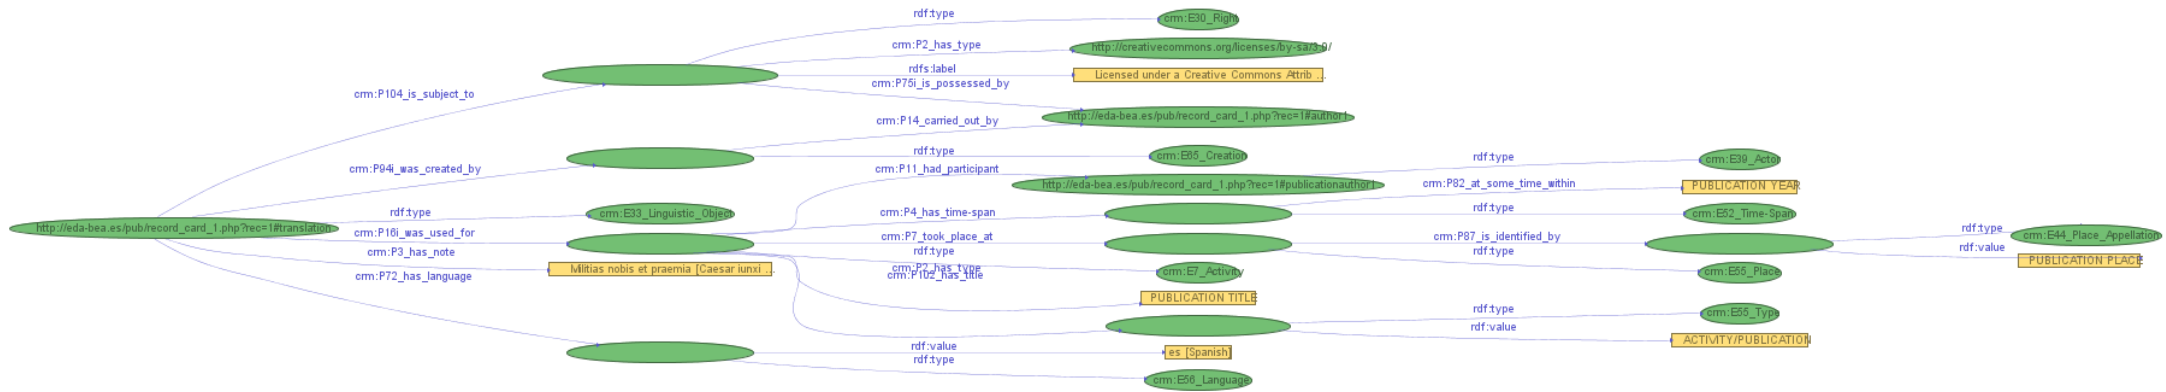 rdf:type
crm:E30_Right
crm:P2_has_type
http://creativecommons.org/licenses/by-sa/3.0/
rdfs:label
Licensed under a Creative Commons Attrib ...
crm:P75i_is_possessed_by
crm:P104_is_subject_to
http://eda-bea.es/pub/record_card_1.php?rec=1#author1
crm:P14_carried_out_by
rdf:type
crm:E65_Creation
crm:P94i_was_created_by
crm:P11_had_participant
http://eda-bea.es/pub/record_card_1.php?rec=1#publicationauthor1
rdf:type
crm:E39_Actor
crm:P82_at_some_time_within
PUBLICATION YEAR
rdf:type
crm:E33_Linguistic_Object
crm:P4_has_time-span
rdf:type
crm:E52_Time-Span
http://eda-bea.es/pub/record_card_1.php?rec=1#translation
crm:P16i_was_used_for
crm:P7_took_place_at
crm:P87_is_identified_by
rdf:type
crm:E44_Place_Appellation
rdf:value
PUBLICATION PLACE
rdf:type
crm:E55_Place
crm:P3_has_note
Militias nobis et praemia [Caesar iunxi ...
rdf:type
crm:E7_Activity
crm:P2_has_type
crm:P102_has_title
PUBLICATION TITLE
crm:P72_has_language
rdf:type
crm:E55_Type
rdf:value
ACTIVITY/PUBLICATION
rdf:value
es [Spanish]
rdf:type
crm:E56_Language